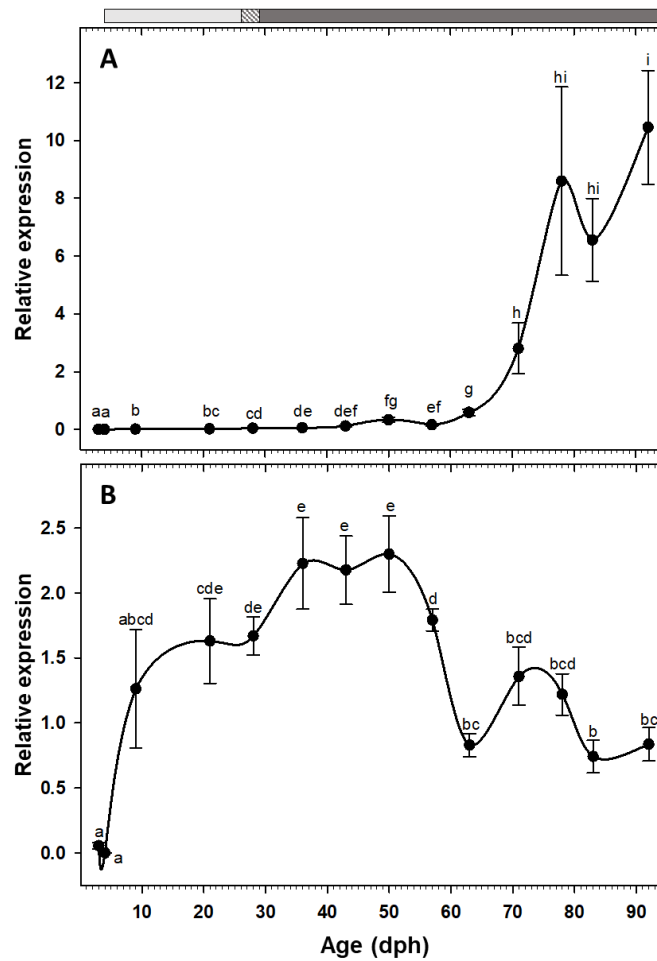 A
12
10
8
6
4
2
0
Relative expression
aa
b
bc
cd
de
def
fg
ef
g
h
hi
hi
i
B
2.5
2.0
1.5
1.0
0.5
0.0
Relative expression
a
a
abcd
cde
de
e
e
e
d
bc
bcd
bcd
b
bc
10 20 30 40 50 60 70 80 90
Age (dph)